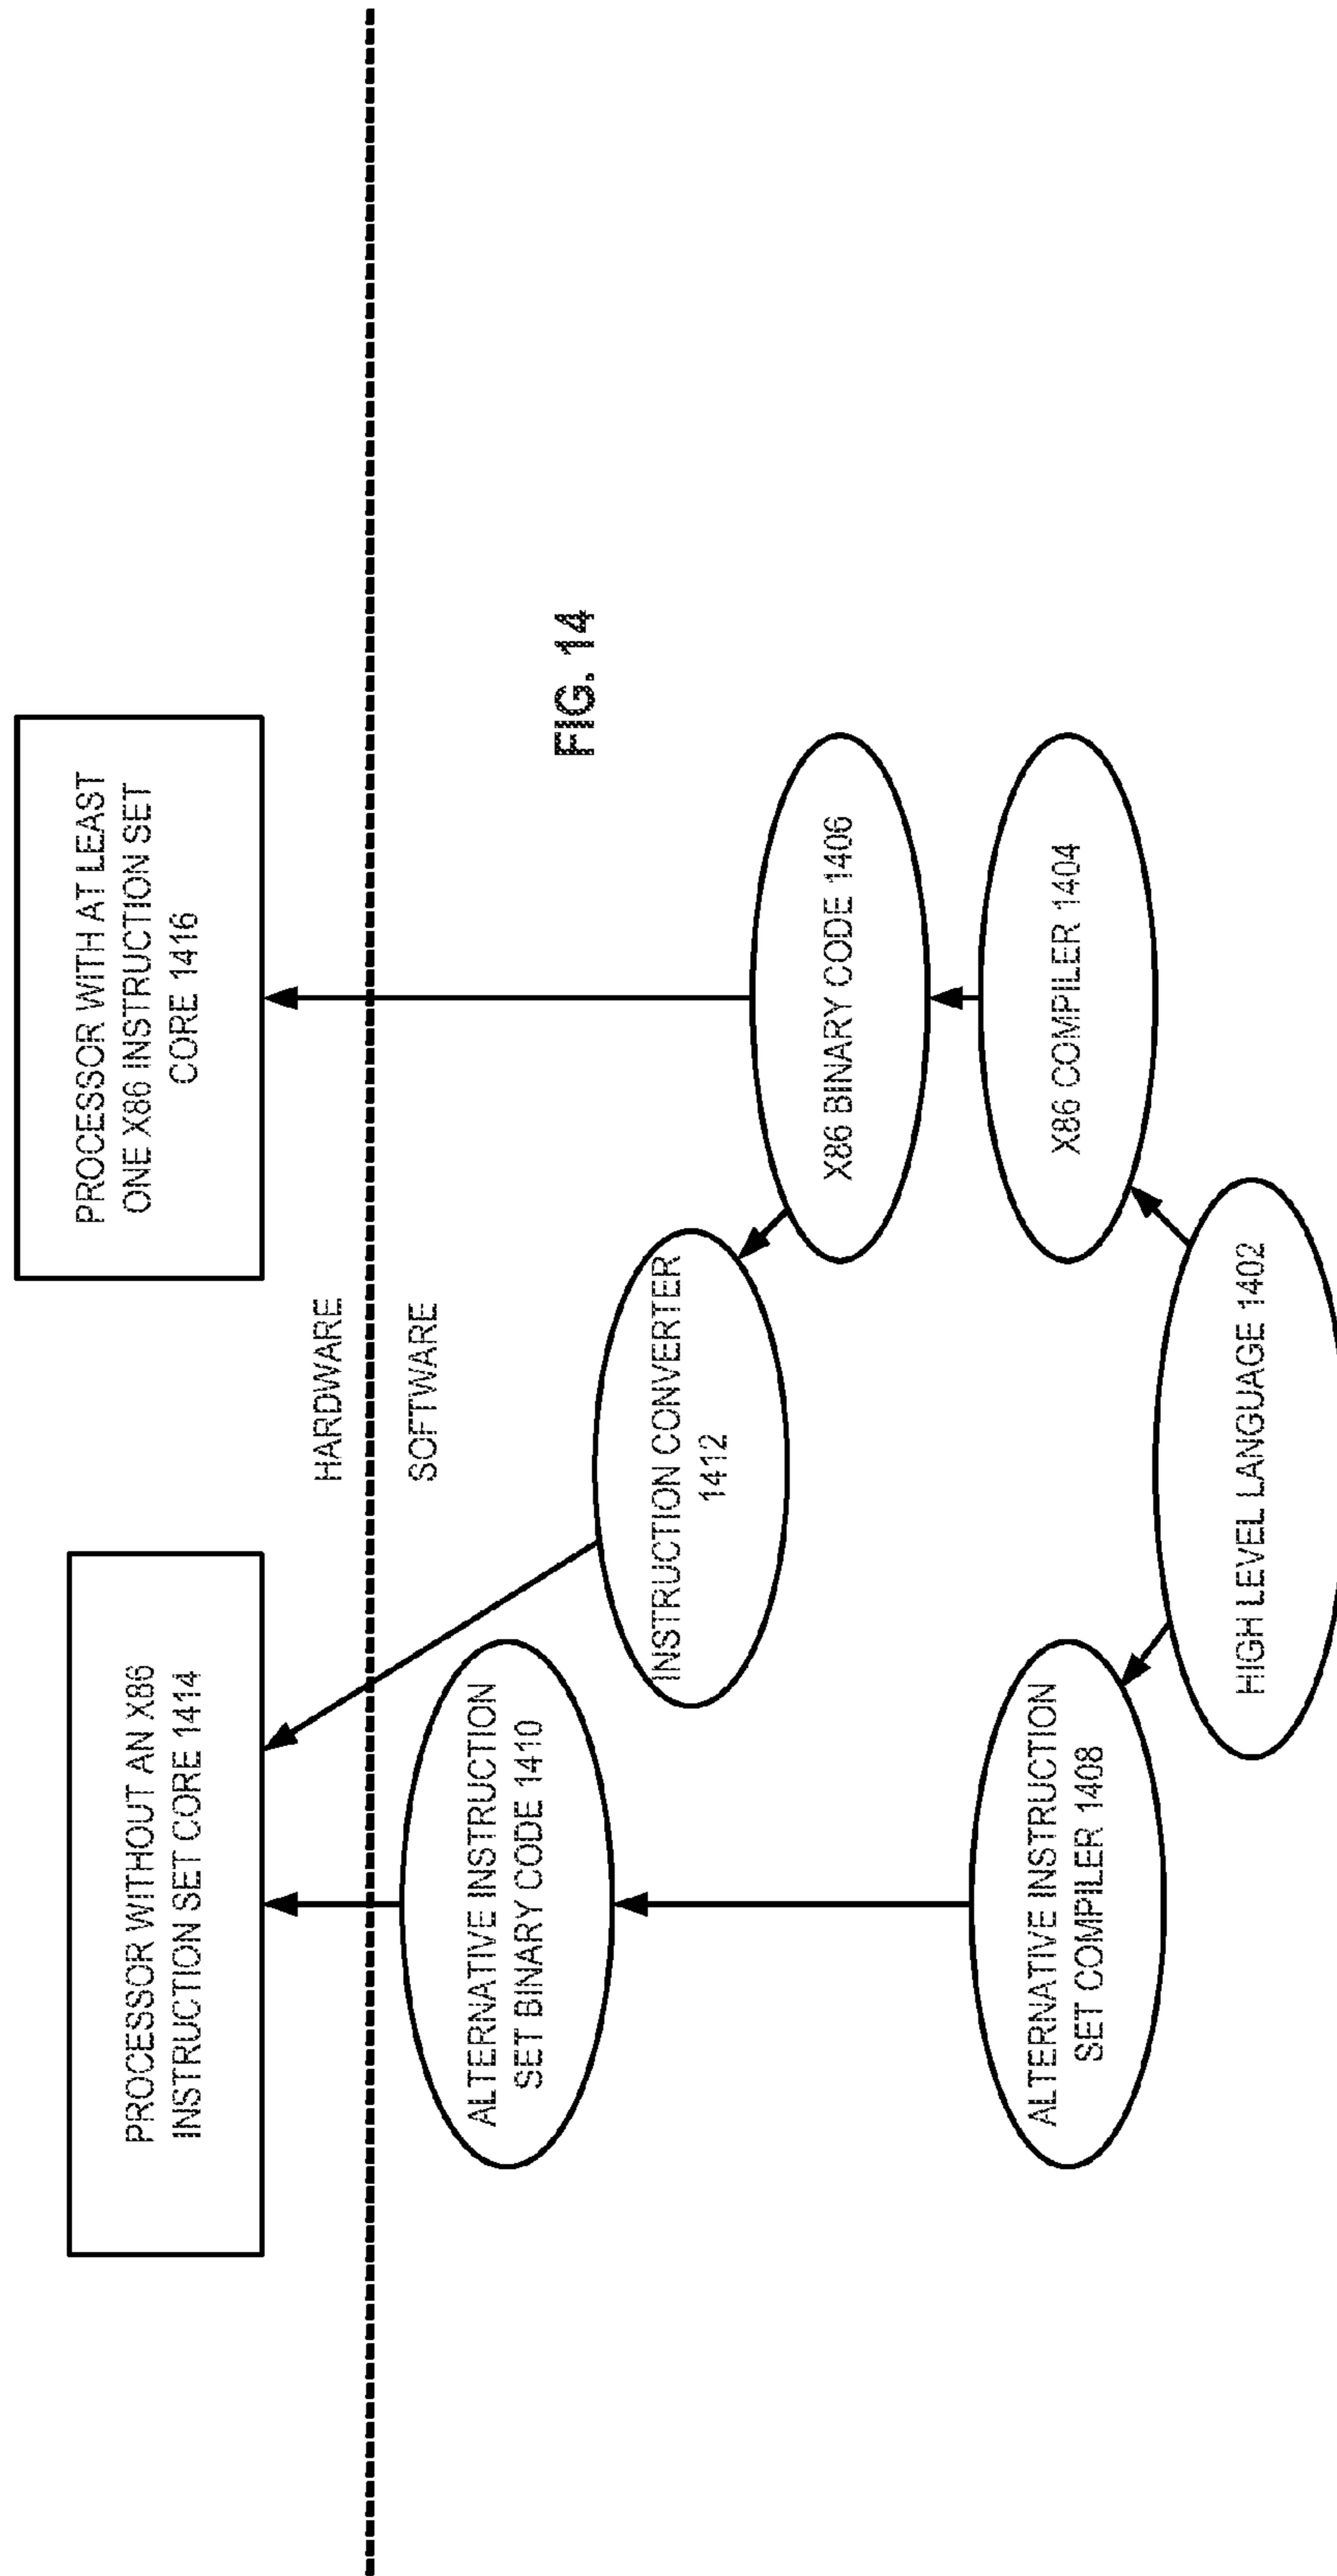 PROCESSOR WITHOUT AN X86
INSTRUCTION SET CORE 1414
PROCESSOR WITH AT LEAST
ONE X86 INSTRUCTION SET
CORE 1416
HARDWARE
SOFTWARE
ALTERNATIVE INSTRUCTION
SET BINARY CODE 1410
INSTRUCTION CONVERTER
1412
FIG. 14
X86 BINARY CODE 1406
ALTERNATIVE INSTRUCTION
SET COMPILER 1408
X86 COMPILER 1404
HIGH LEVEL LANGUAGE 1402